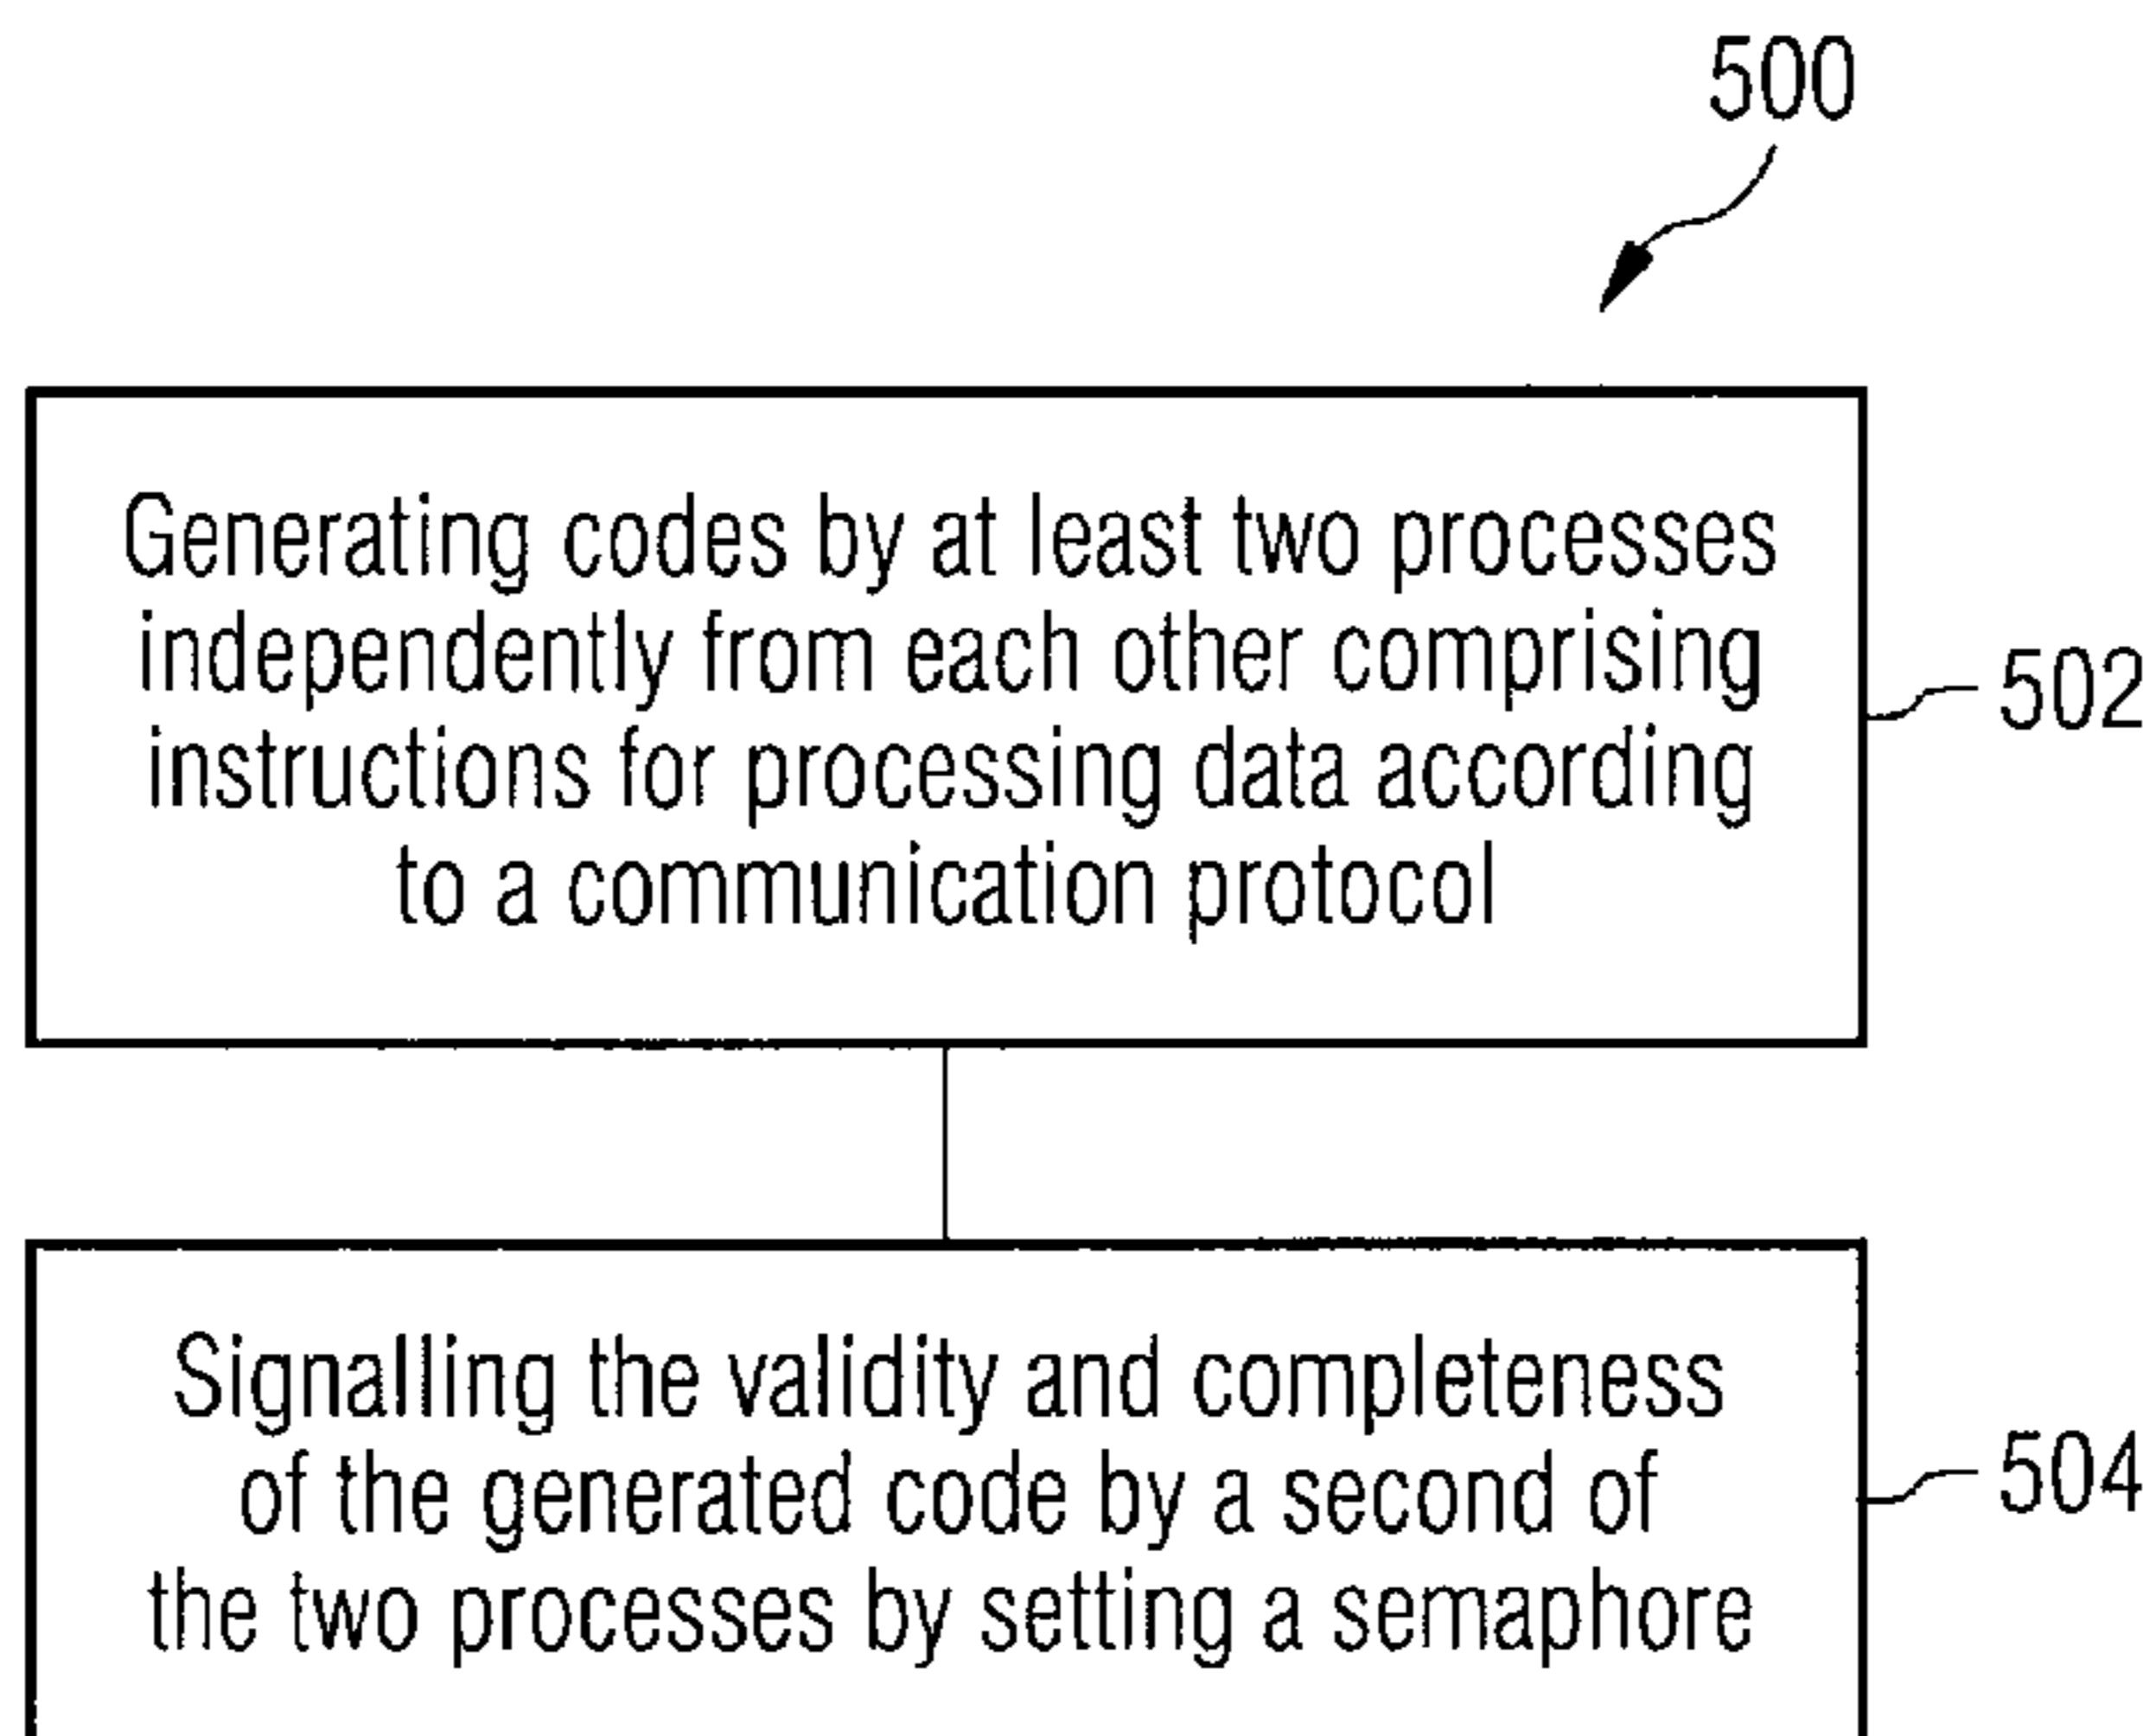 500
Generating codes by at least two processes
independently from each other comprising
instructions for processing data according
to a communication protocol
502
Signalling the validity and completeness
of the generated code by a second of
the two processes by setting a semaphore
504